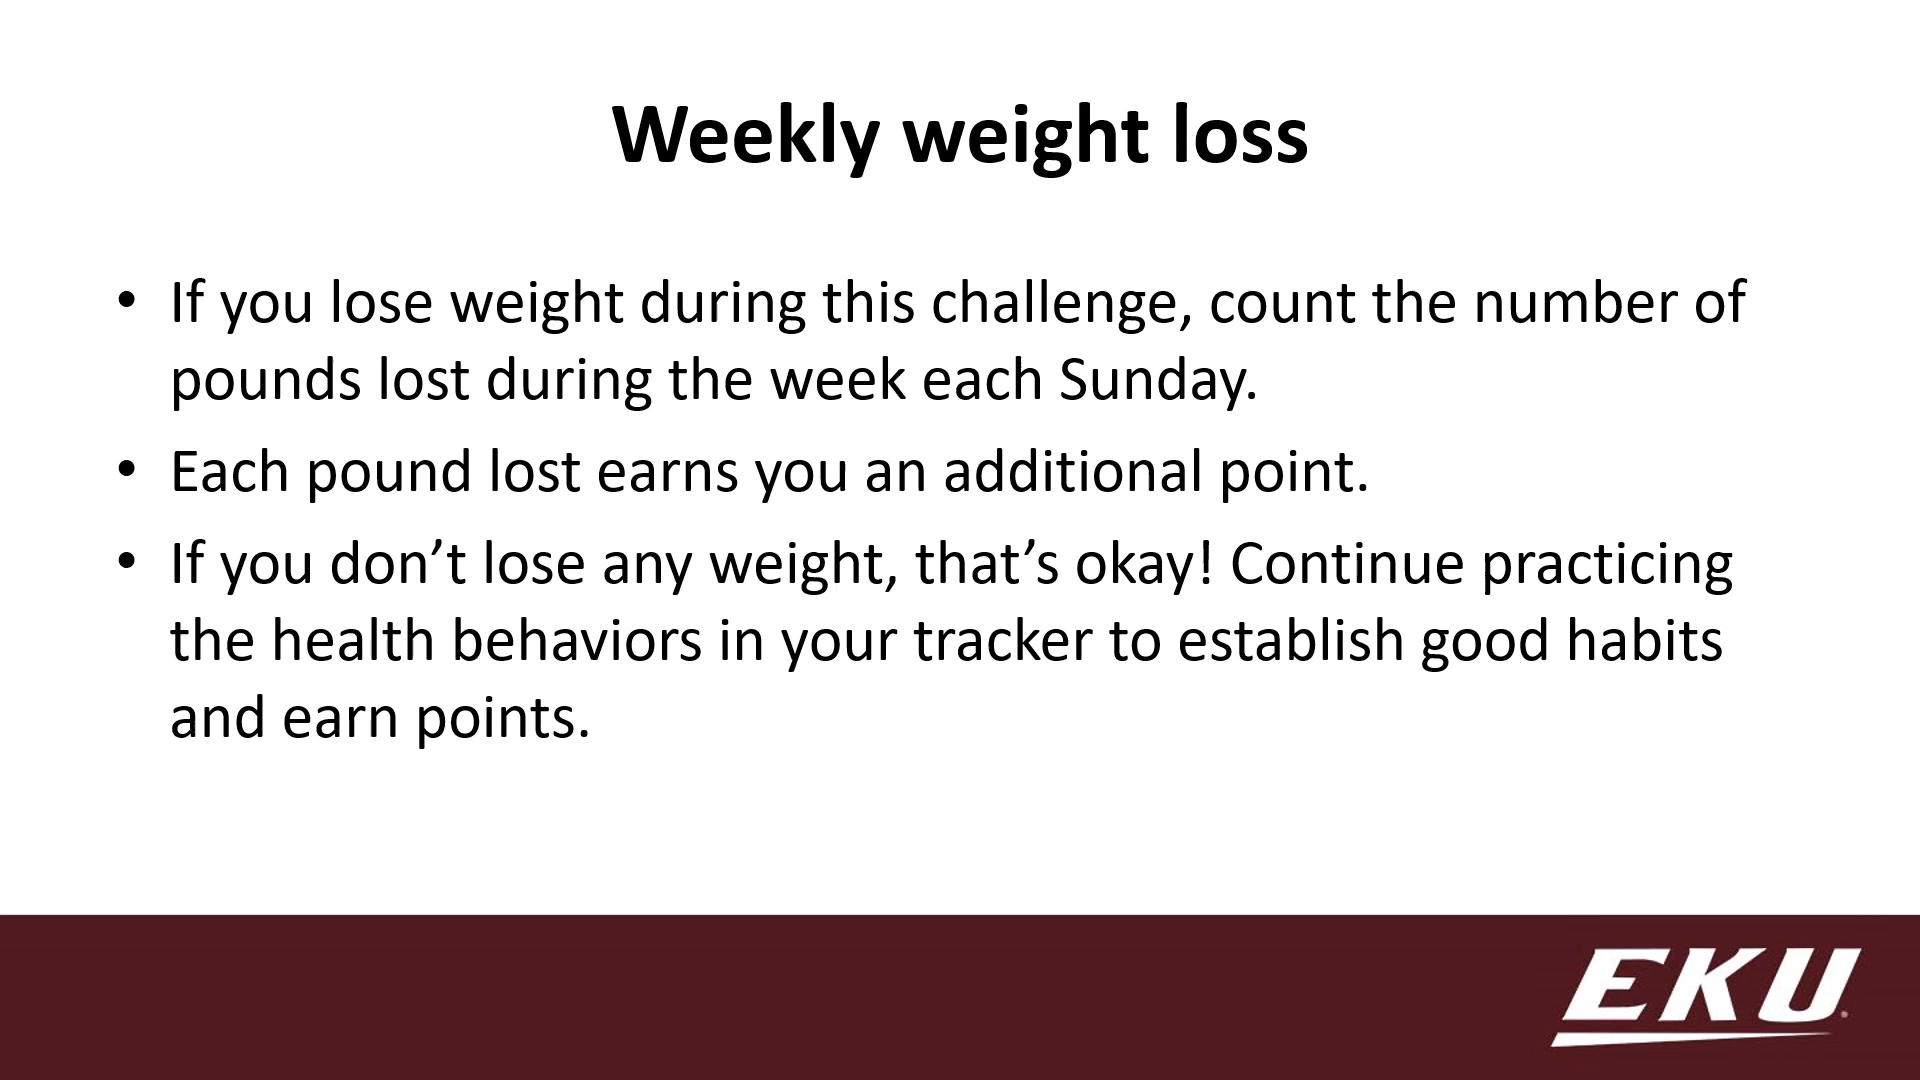 Weekly weight loss
• If you lose weight during this challenge, count the number of
pounds lost during the week each Sunday.
• Each pound lost earns you an additional point.
• If you don’t lose any weight, that’s okay! Continue practicing
the health behaviors in your tracker to establish good habits
and earn points.
EKU